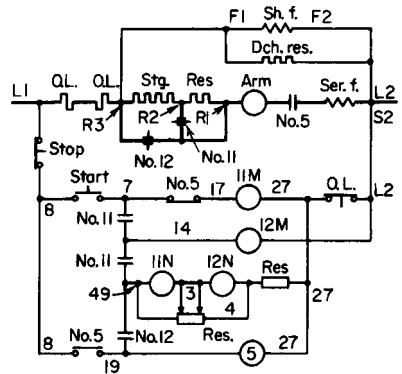 F1 Sh. f. F2
Dch. res.
L1 O.L. O.L. Stg. Res Arm Ser. f. L2
R3 R2 R1 No.5 S2
No.12 No.11
Stop
Start 7 No.5 17 11M 27 O.L. L2
8 No.11
14 12M
No.11 11N 12N Res
49 3 4 27
Res.
8 No.5 No.12
19 5 27